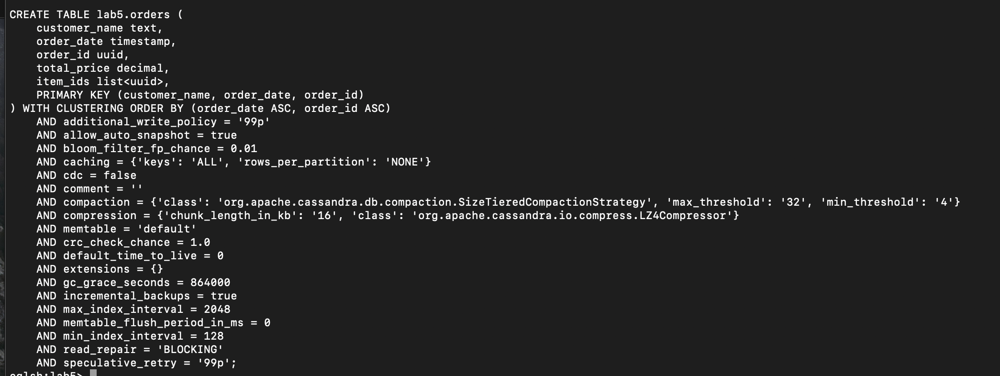 CREATE TABLE lab5.orders (
    customer_name text,
    order_date timestamp,
    order_id uuid,
    total_price decimal,
    item_ids list<uuid>,
    PRIMARY KEY (customer_name, order_date, order_id)
) WITH CLUSTERING ORDER BY (order_date ASC, order_id ASC)
    AND additional_write_policy = '99p'
    AND allow_auto_snapshot = true
    AND bloom_filter_fp_chance = 0.01
    AND caching = {'keys': 'ALL', 'rows_per_partition': 'NONE'}
    AND cdc = false
    AND comment = ''
    AND compaction = {'class': 'org.apache.cassandra.db.compaction.SizeTieredCompactionStrategy', 'max_threshold': '32', 'min_threshold': '4'}
    AND compression = {'chunk_length_in_kb': '16', 'class': 'org.apache.cassandra.io.compress.LZ4Compressor'}
    AND memtable = 'default'
    AND crc_check_chance = 1.0
    AND default_time_to_live = 0
    AND extensions = {}
    AND gc_grace_seconds = 864000
    AND incremental_backups = true
    AND max_index_interval = 2048
    AND memtable_flush_period_in_ms = 0
    AND min_index_interval = 128
    AND read_repair = 'BLOCKING'
    AND speculative_retry = '99p';
cqlsh:lab5>